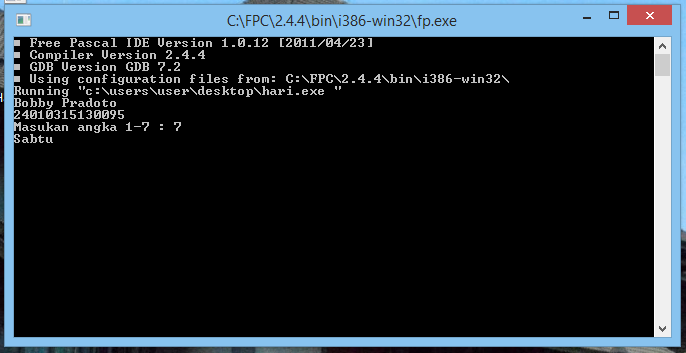 C:\FPC\2.4.4\bin\i386-win32\fp.exe
■ Free Pascal IDE Version 1.0.12 [2011/04/23]
■ Compiler Version 2.4.4
■ GDB Version GDB 7.2
■ Using configuration files from: C:\FPC\2.4.4\bin\i386-win32\
Running "c:\users\user\desktop\hari.exe "
Bobby Pradoto
24010315130095
Masukan angka 1-7 : 7
Sabtu